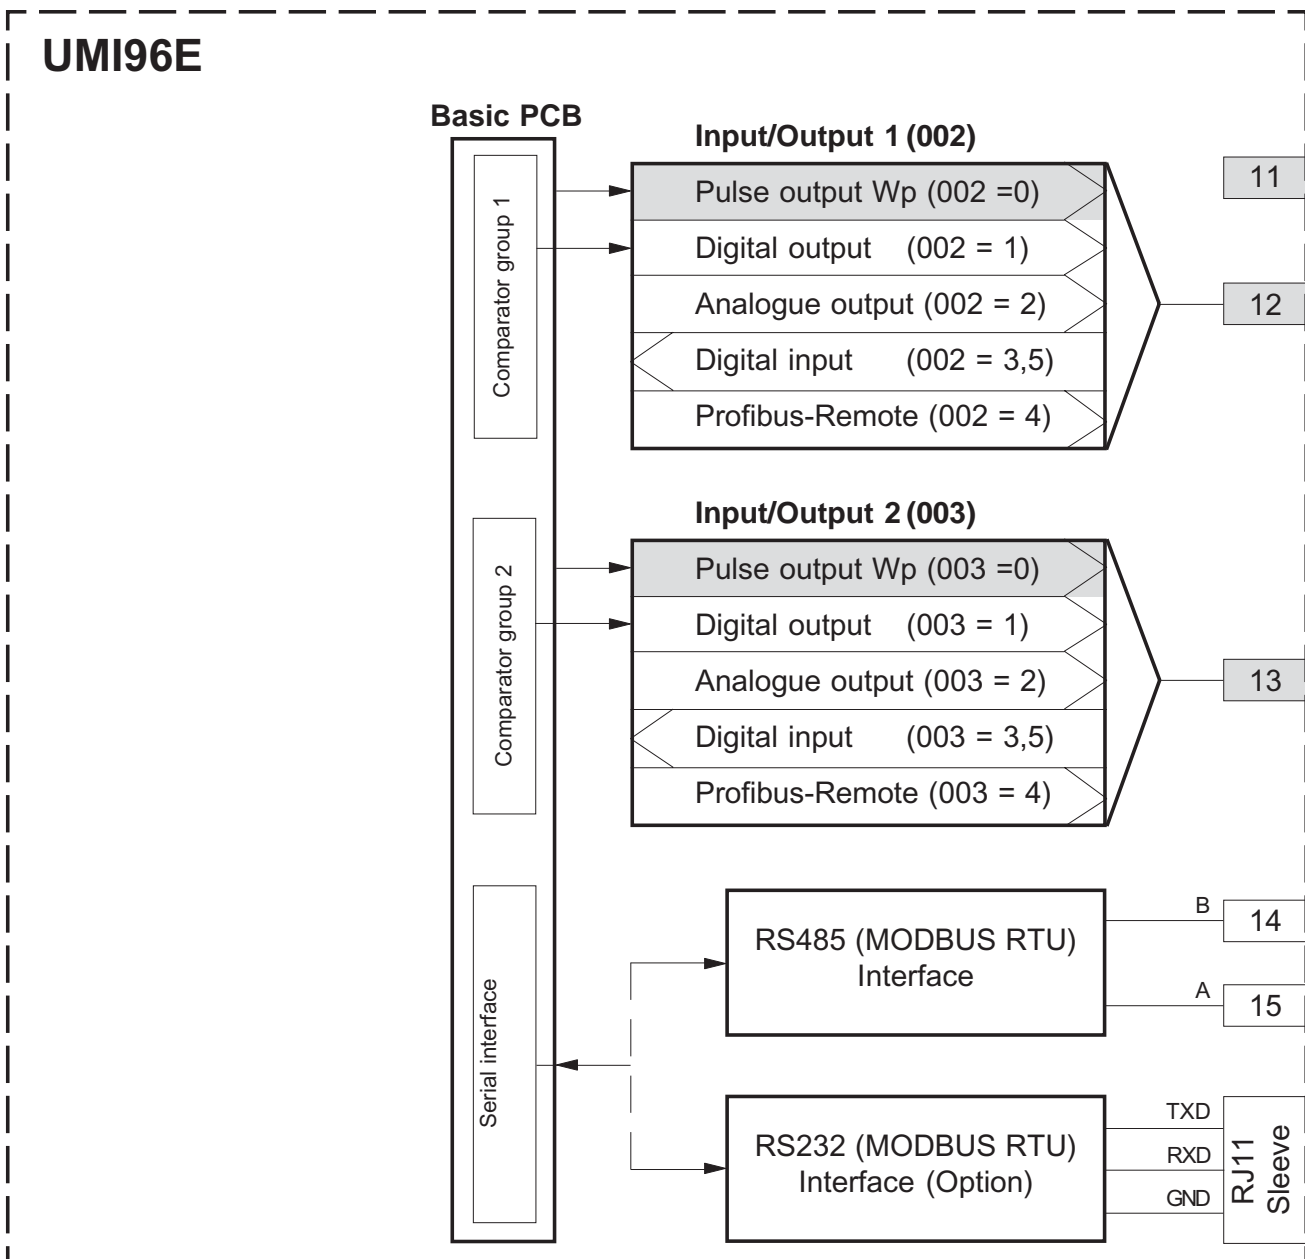 UMI96E
Basic PCB
Comparator group 1
Input/Output 1 (002)
Pulse output Wp (002 =0)
Digital output (002 = 1)
Analogue output (002 = 2)
Digital input (002 = 3,5)
Profibus-Remote (002 = 4)
11
12
Comparator group 2
Input/Output 2 (003)
Pulse output Wp (003 =0)
Digital output (003 = 1)
Analogue output (003 = 2)
Digital input (003 = 3,5)
Profibus-Remote (003 = 4)
13
Serial interface
RS485 (MODBUS RTU)
Interface
B
14
A
15
RS232 (MODBUS RTU)
Interface (Option)
TXD
RXD
GND
RJ11
Sleeve